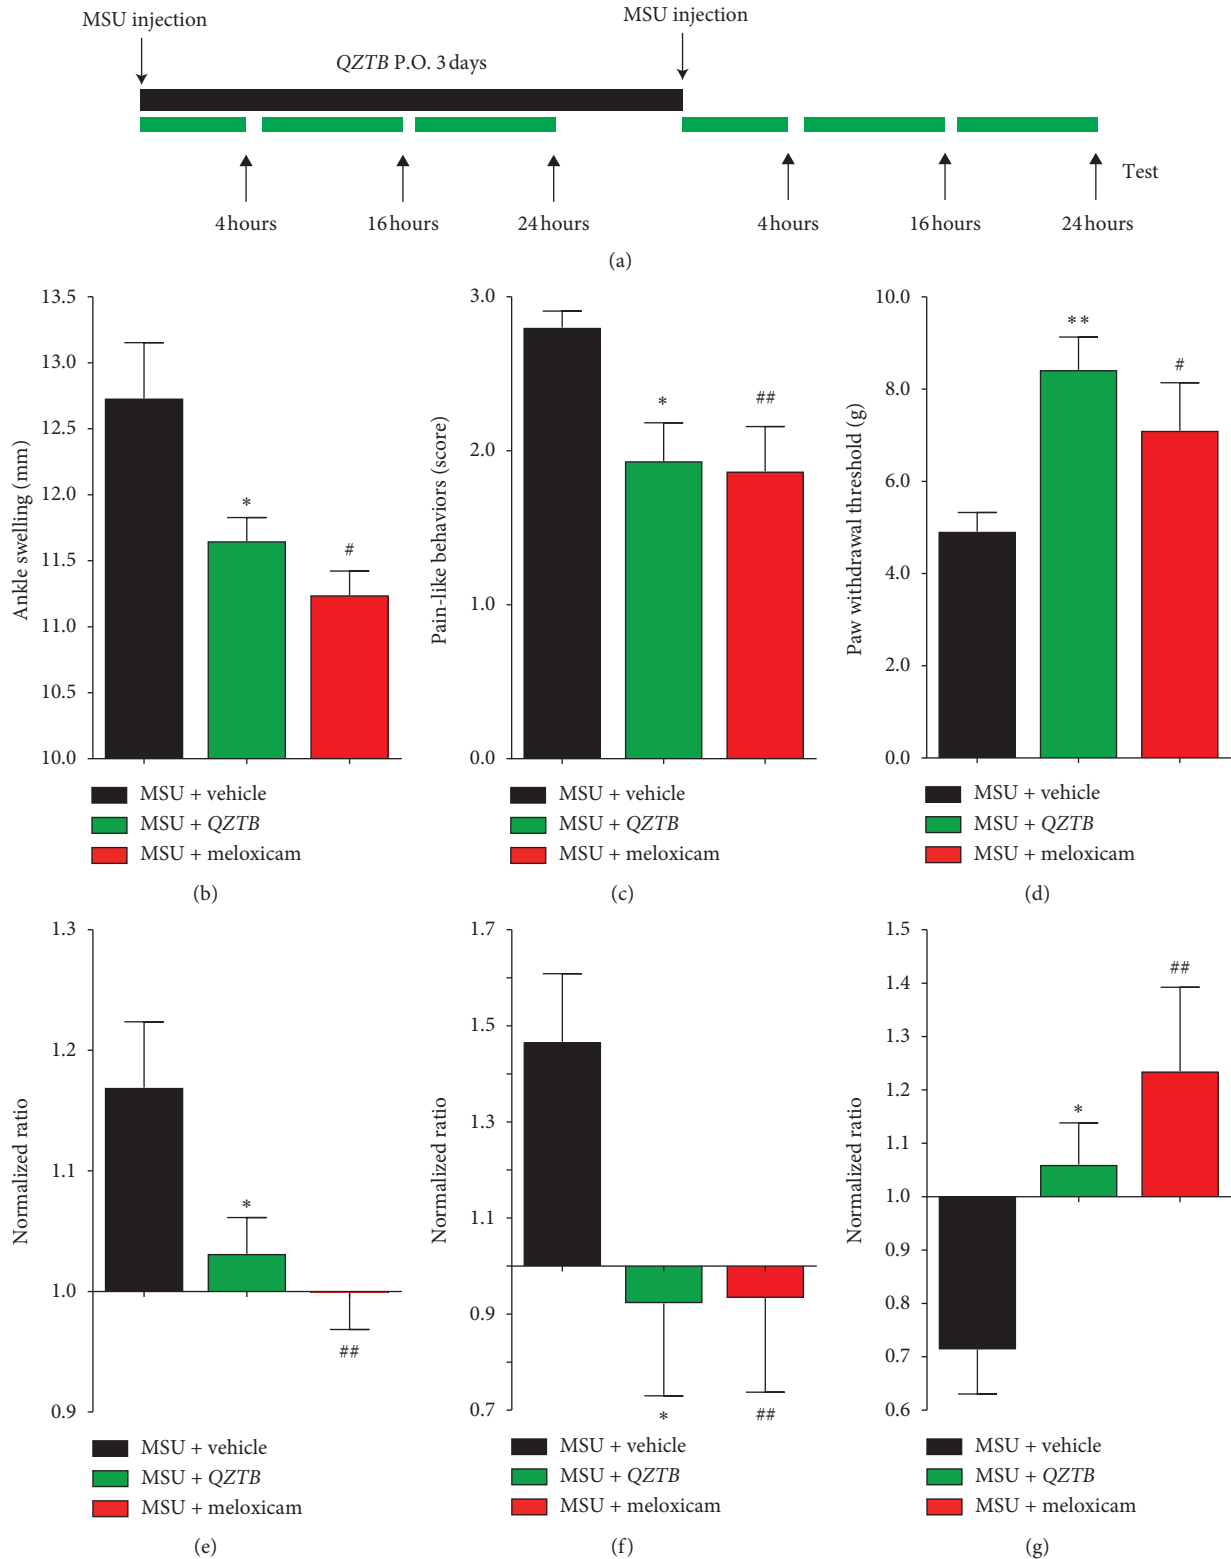 MSU injection
MSU injection
QZTB P.O. 3 days
Test
4 hours
16 hours
24 hours
4 hours
16 hours
24 hours
(a)
Ankle swelling (mm)
13.5
13.0
12.5
12.0
11.5
11.0
10.5
10.0
*
#
MSU + vehicle
MSU + QZTB
MSU + meloxicam
(b)
Pain-like behaviors (score)
3.0
2.0
1.0
0.0
*
##
MSU + vehicle
MSU + QZTB
MSU + meloxicam
(c)
Paw withdrawal threshold (g)
10.0
8.0
6.0
4.0
2.0
0.0
**
#
MSU + vehicle
MSU + QZTB
MSU + meloxicam
(d)
Normalized ratio
1.3
1.2
1.1
1.0
0.9
*
##
MSU + vehicle
MSU + QZTB
MSU + meloxicam
(e)
Normalized ratio
1.7
1.5
1.3
1.1
0.9
0.7
*
##
MSU + vehicle
MSU + QZTB
MSU + meloxicam
(f)
Normalized ratio
1.5
1.4
1.3
1.2
1.1
1.0
0.9
0.8
0.7
0.6
*
##
MSU + vehicle
MSU + QZTB
MSU + meloxicam
(g)